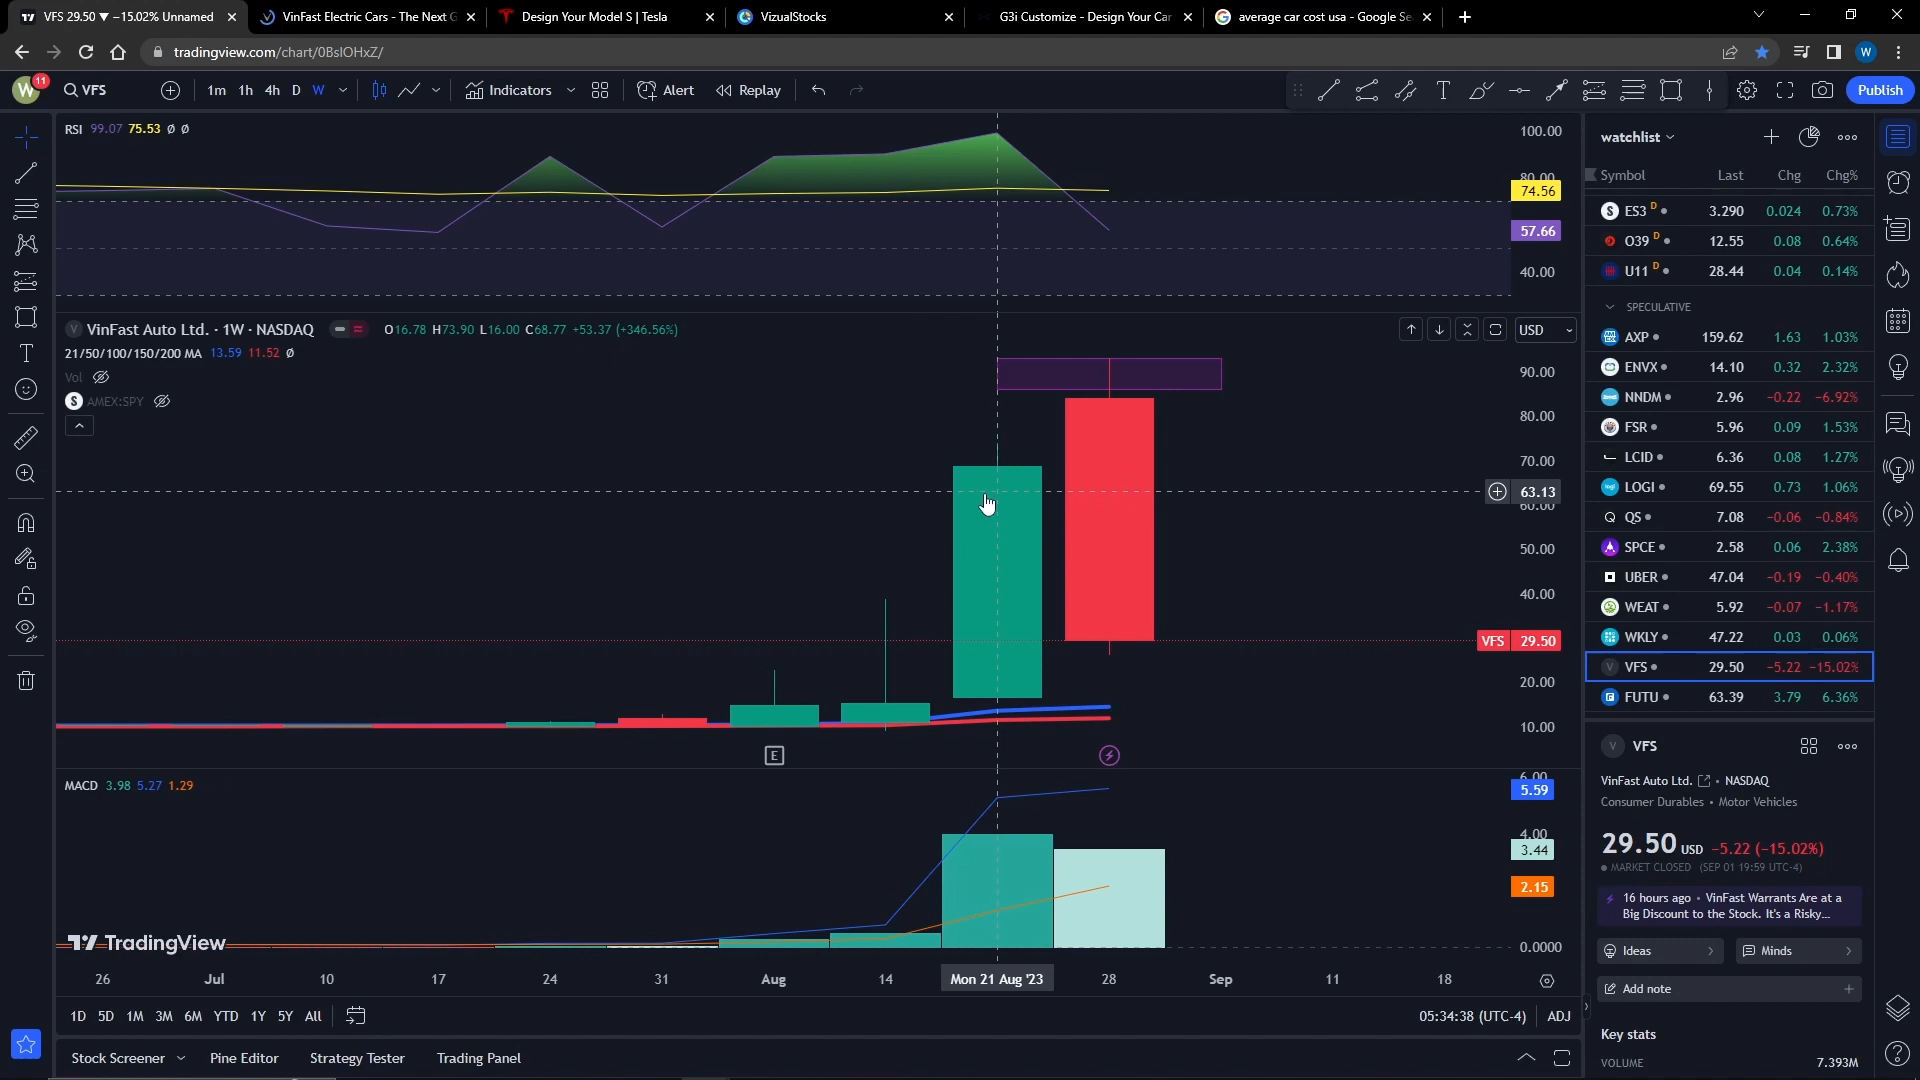 VFS 29.50 ▼ −15.02% Unnamed
VinFast Electric Cars - The Next G
Design Your Model S | Tesla
VizualStocks
G3i Customize - Design Your Car
average car cost usa - Google Se
tradingview.com/chart/0BslOHxZ/
W
W
11
VFS
1m 1h 4h D W
Indicators
Alert
Replay
Publish
RSI 99.07 75.53 Ø Ø
100.00
80.00
74.56
57.66
40.00
VinFast Auto Ltd. · 1W · NASDAQ
O16.78 H73.90 L16.00 C68.77 +53.37 (+346.56%)
USD
21/50/100/150/200 MA 13.59 11.52 Ø
Vol
AMEX:SPY
90.00
80.00
70.00
63.13
60.00
50.00
40.00
VFS 29.50
20.00
10.00
E
MACD 3.98 5.27 1.29
6.00
5.59
4.00
3.44
2.15
0.0000
TradingView
26 Jul 10 17 24 31 Aug 14 Mon 21 Aug '23 28 Sep 11 18
1D 5D 1M 3M 6M YTD 1Y 5Y All
05:34:38 (UTC-4) ADJ
Stock Screener Pine Editor Strategy Tester Trading Panel
watchlist
Symbol Last Chg Chg%
ES3 D 3.290 0.024 0.73%
O39 D 12.55 0.08 0.64%
U11 D 28.44 0.04 0.14%
SPECULATIVE
AXP 159.62 1.63 1.03%
ENVX 14.10 0.32 2.32%
NNDM 2.96 −0.22 −6.92%
FSR 5.96 0.09 1.53%
LCID 6.36 0.08 1.27%
LOGI 69.55 0.73 1.06%
QS 7.08 −0.06 −0.84%
SPCE 2.58 0.06 2.38%
UBER 47.04 −0.19 −0.40%
WEAT 5.92 −0.07 −1.17%
WKLY 47.22 0.03 0.06%
VFS 29.50 −5.22 −15.02%
FUTU 63.39 3.79 6.36%
V VFS
VinFast Auto Ltd. • NASDAQ
Consumer Durables • Motor Vehicles
29.50 USD −5.22 (−15.02%)
MARKET CLOSED (SEP 01 19:59 UTC-4)
16 hours ago • VinFast Warrants Are at a
Big Discount to the Stock. It's a Risky...
Ideas
Minds
Add note
Key stats
VOLUME 7.393M